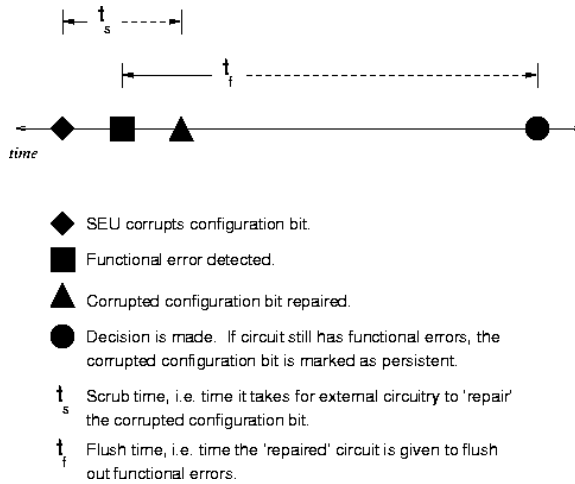 t s
t f
time
SEU corrupts configuration bit.
Functional error detected.
Corrupted configuration bit repaired.
Decision is made. If circuit still has functional errors, the
corrupted configuration bit is marked as persistent.
t s Scrub time, i.e. time it takes for external circuitry to 'repair'
the corrupted configuration bit.
t f Flush time, i.e. time the 'repaired' circuit is given to flush
out functional errors.